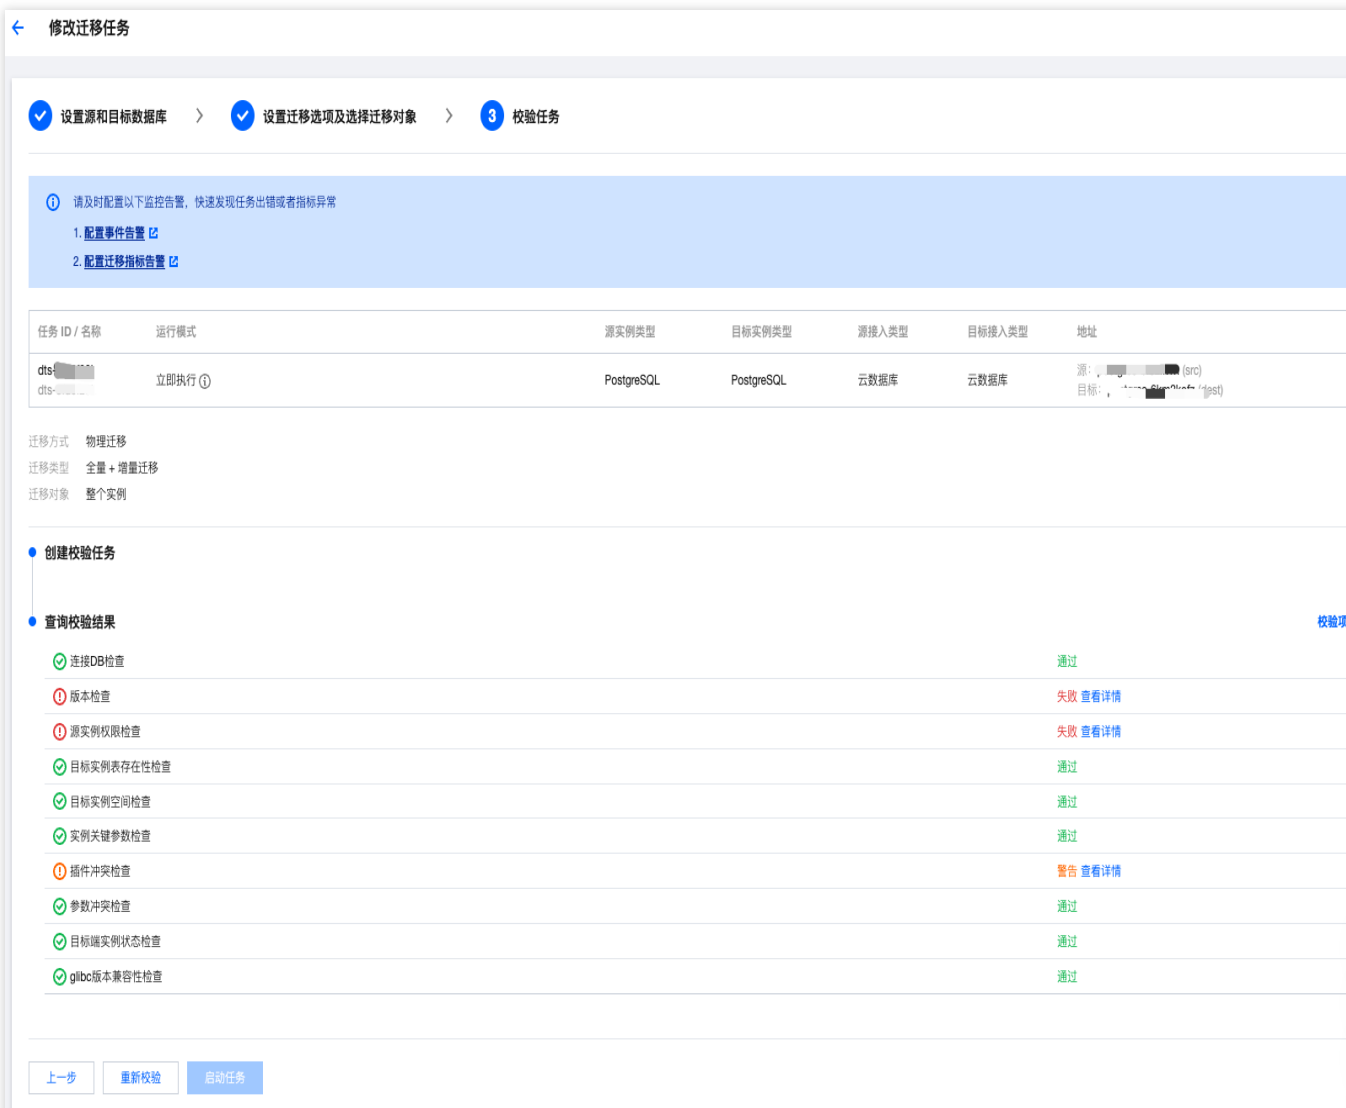 修改迁移任务
设置源和目标数据库
设置迁移选项及选择迁移对象
3 校验任务
请及时配置以下监控告警，快速发现任务出错或者指标异常
1. 配置事件告警
2. 配置迁移指标告警
任务 ID / 名称 运行模式 源实例类型 目标实例类型 源接入类型 目标接入类型 地址
dts- 立即执行 PostgreSQL PostgreSQL 云数据库 云数据库 源： (src)
dts- 目标： (dest)
迁移方式 物理迁移
迁移类型 全量 + 增量迁移
迁移对象 整个实例
创建校验任务
查询校验结果 校验项
连接DB检查 通过
版本检查 失败 查看详情
源实例权限检查 失败 查看详情
目标实例表存在性检查 通过
目标实例空间检查 通过
实例关键参数检查 通过
插件冲突检查 警告 查看详情
参数冲突检查 通过
目标端实例状态检查 通过
glibc版本兼容性检查 通过
上一步 重新校验 启动任务